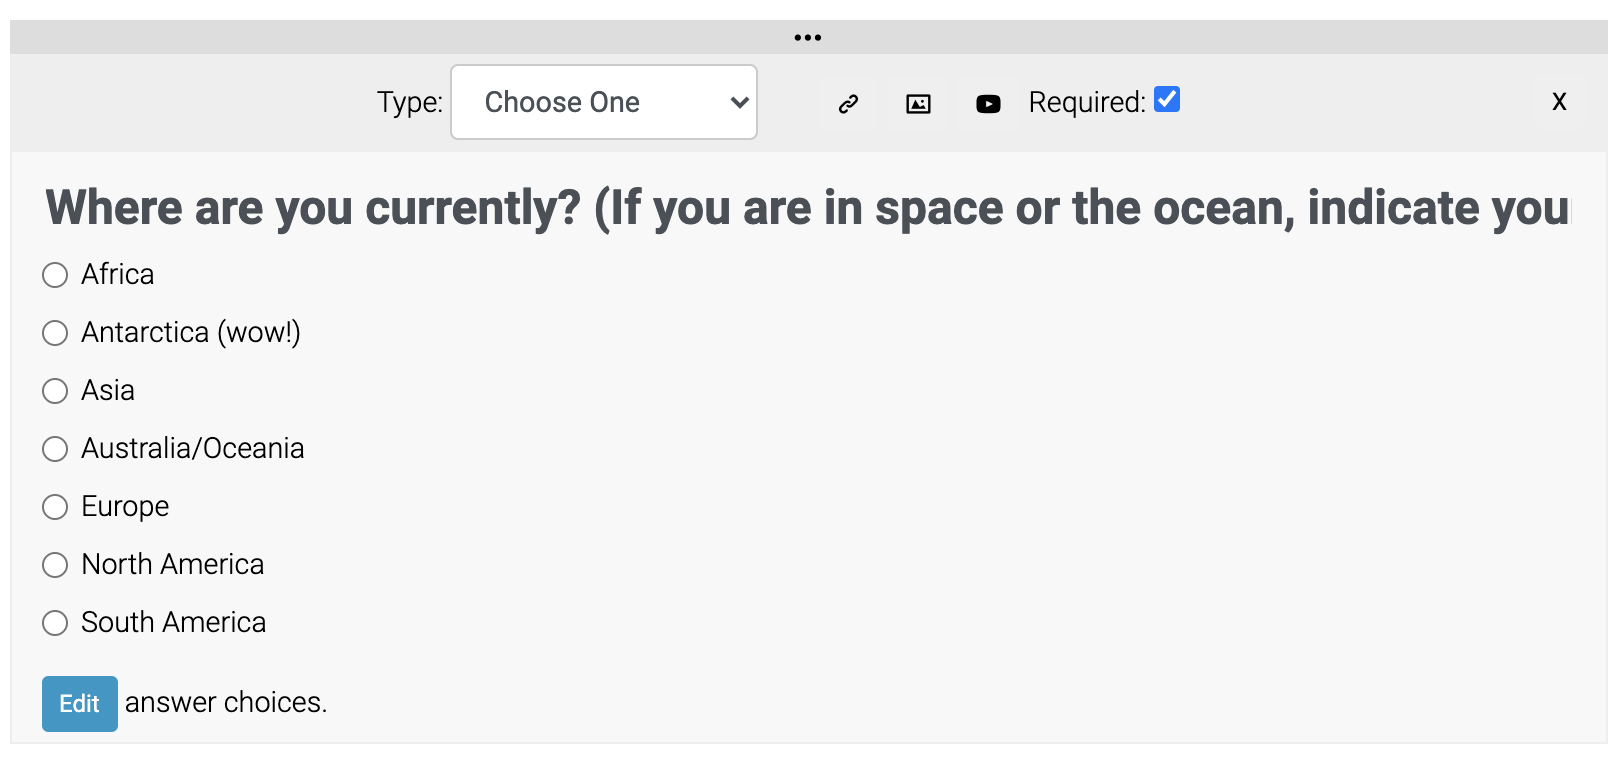 •••
Type: Choose One Required: X
Where are you currently? (If you are in space or the ocean, indicate you
Africa
Antarctica (wow!)
Asia
Australia/Oceania
Europe
North America
South America
Edit answer choices.